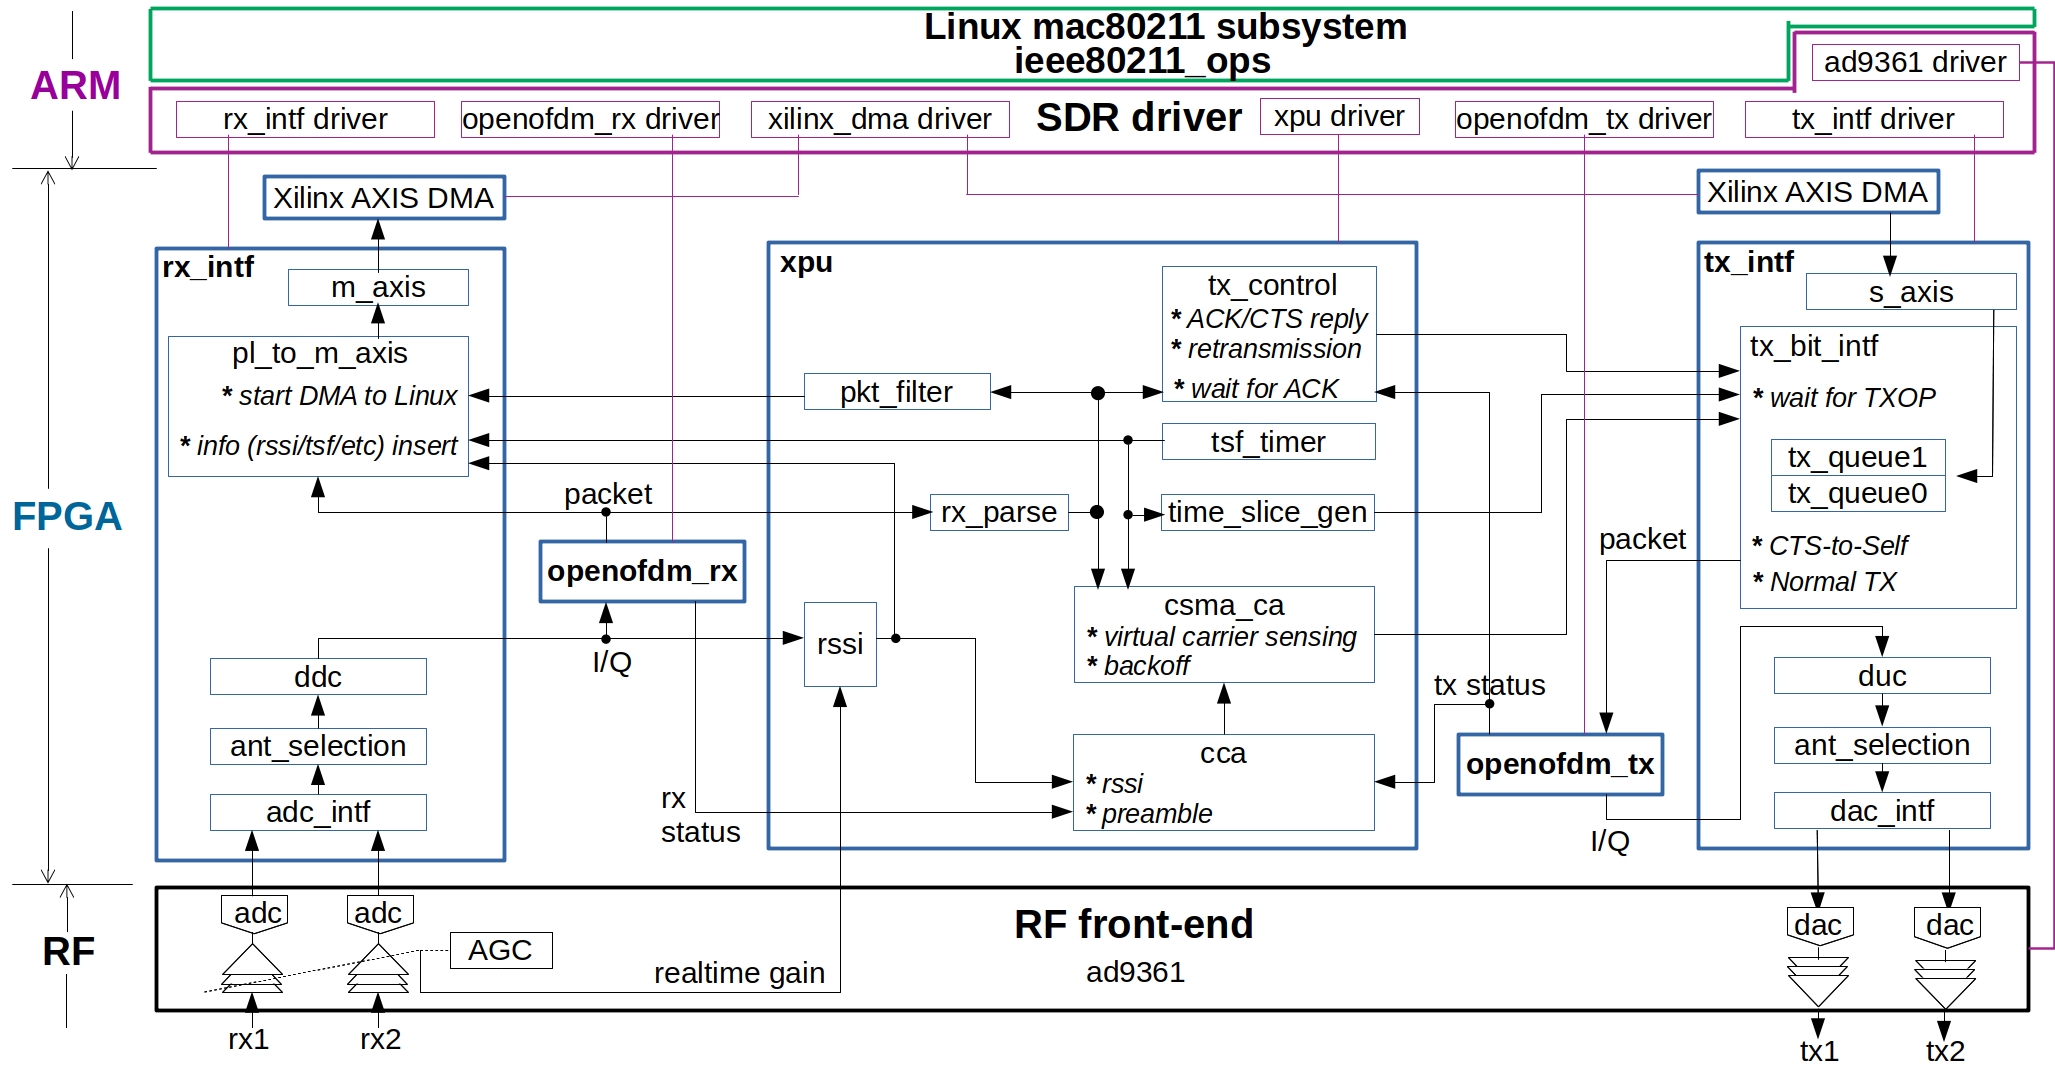 Linux mac80211 subsystem
ieee80211_ops
ad9361 driver
ARM
rx_intf driver
openofdm_rx driver
xilinx_dma driver
SDR driver
xpu driver
openofdm_tx driver
tx_intf driver
Xilinx AXIS DMA
Xilinx AXIS DMA
FPGA
rx_intf
m_axis
pl_to_m_axis
* start DMA to Linux
* info (rssi/tsf/etc) insert
packet
openofdm_rx
I/Q
ddc
ant_selection
adc_intf
rx
status
xpu
tx_control
* ACK/CTS reply
* retransmission
* wait for ACK
pkt_filter
tsf_timer
rx_parse
time_slice_gen
csma_ca
* virtual carrier sensing
* backoff
rssi
cca
* rssi
* preamble
tx status
openofdm_tx
I/Q
packet
tx_intf
s_axis
tx_bit_intf
* wait for TXOP
tx_queue1
tx_queue0
* CTS-to-Self
* Normal TX
duc
ant_selection
dac_intf
RF
adc
adc
AGC
realtime gain
RF front-end
ad9361
dac
dac
rx1
rx2
tx1
tx2